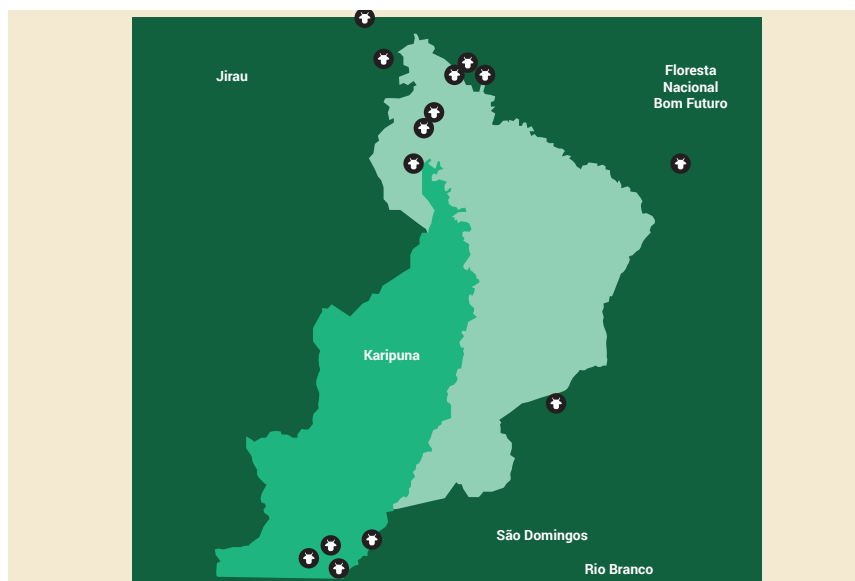 Jirau
Floresta
Nacional
Bom Futuro
Karipuna
São Domingos
Rio Branco